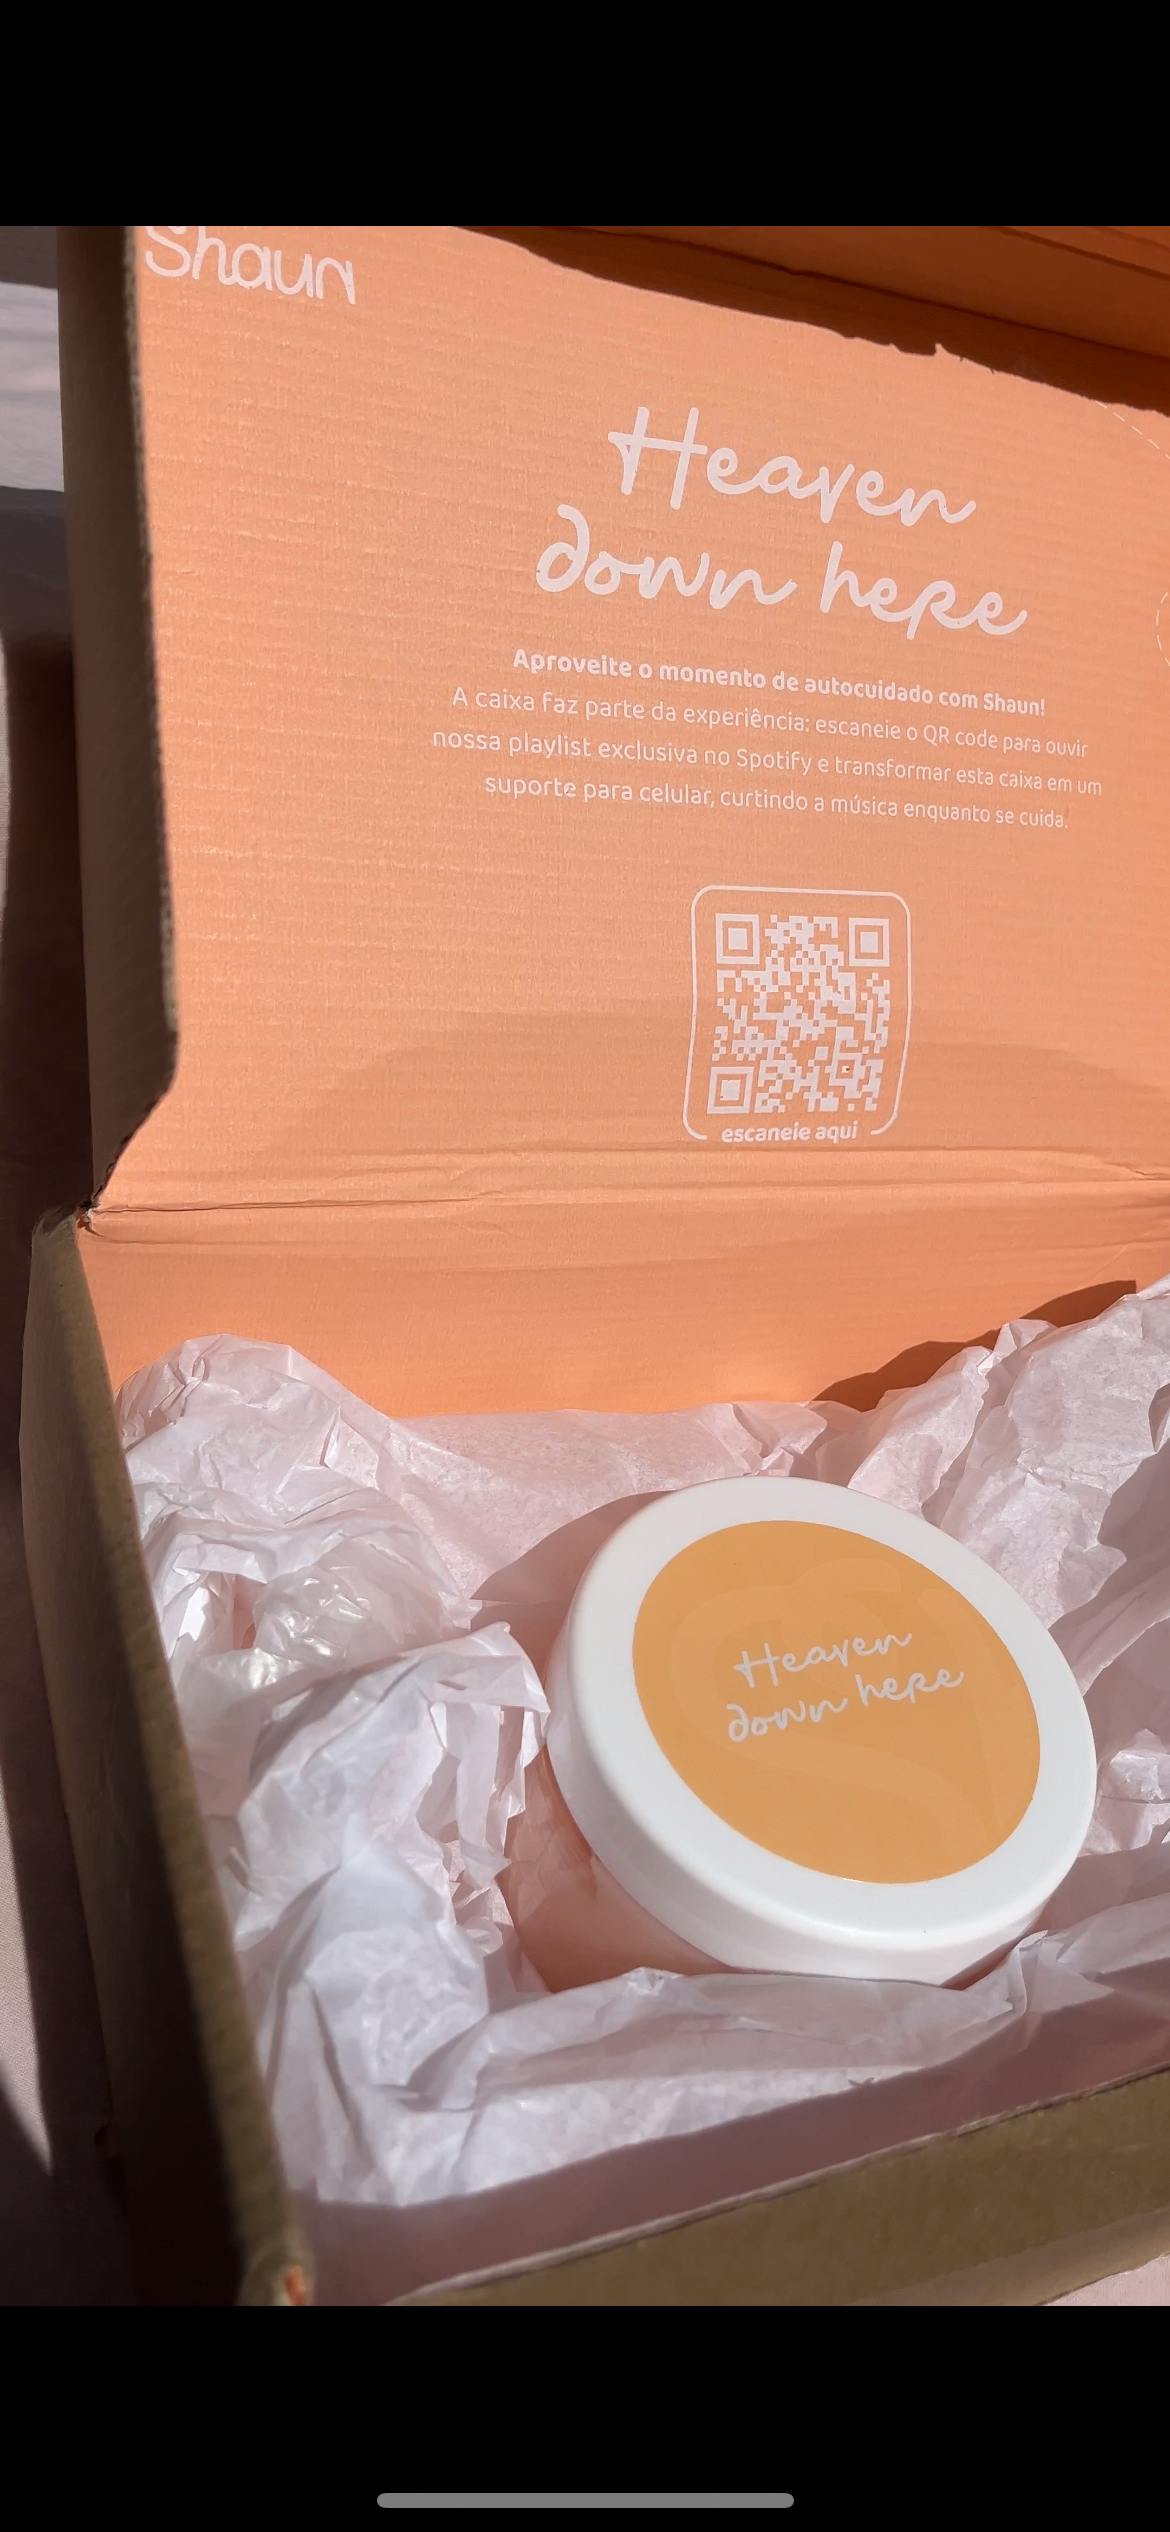 Shaun
Heaven
down here
Aproveite o momento de autocuidado com Shaun!
A caixa faz parte da experiência: escaneie o QR code para ouvir
nossa playlist exclusiva no Spotify e transformar esta caixa em um
suporte para celular, curtindo a música enquanto se cuida.
escaneie aqui
Heaven
down here